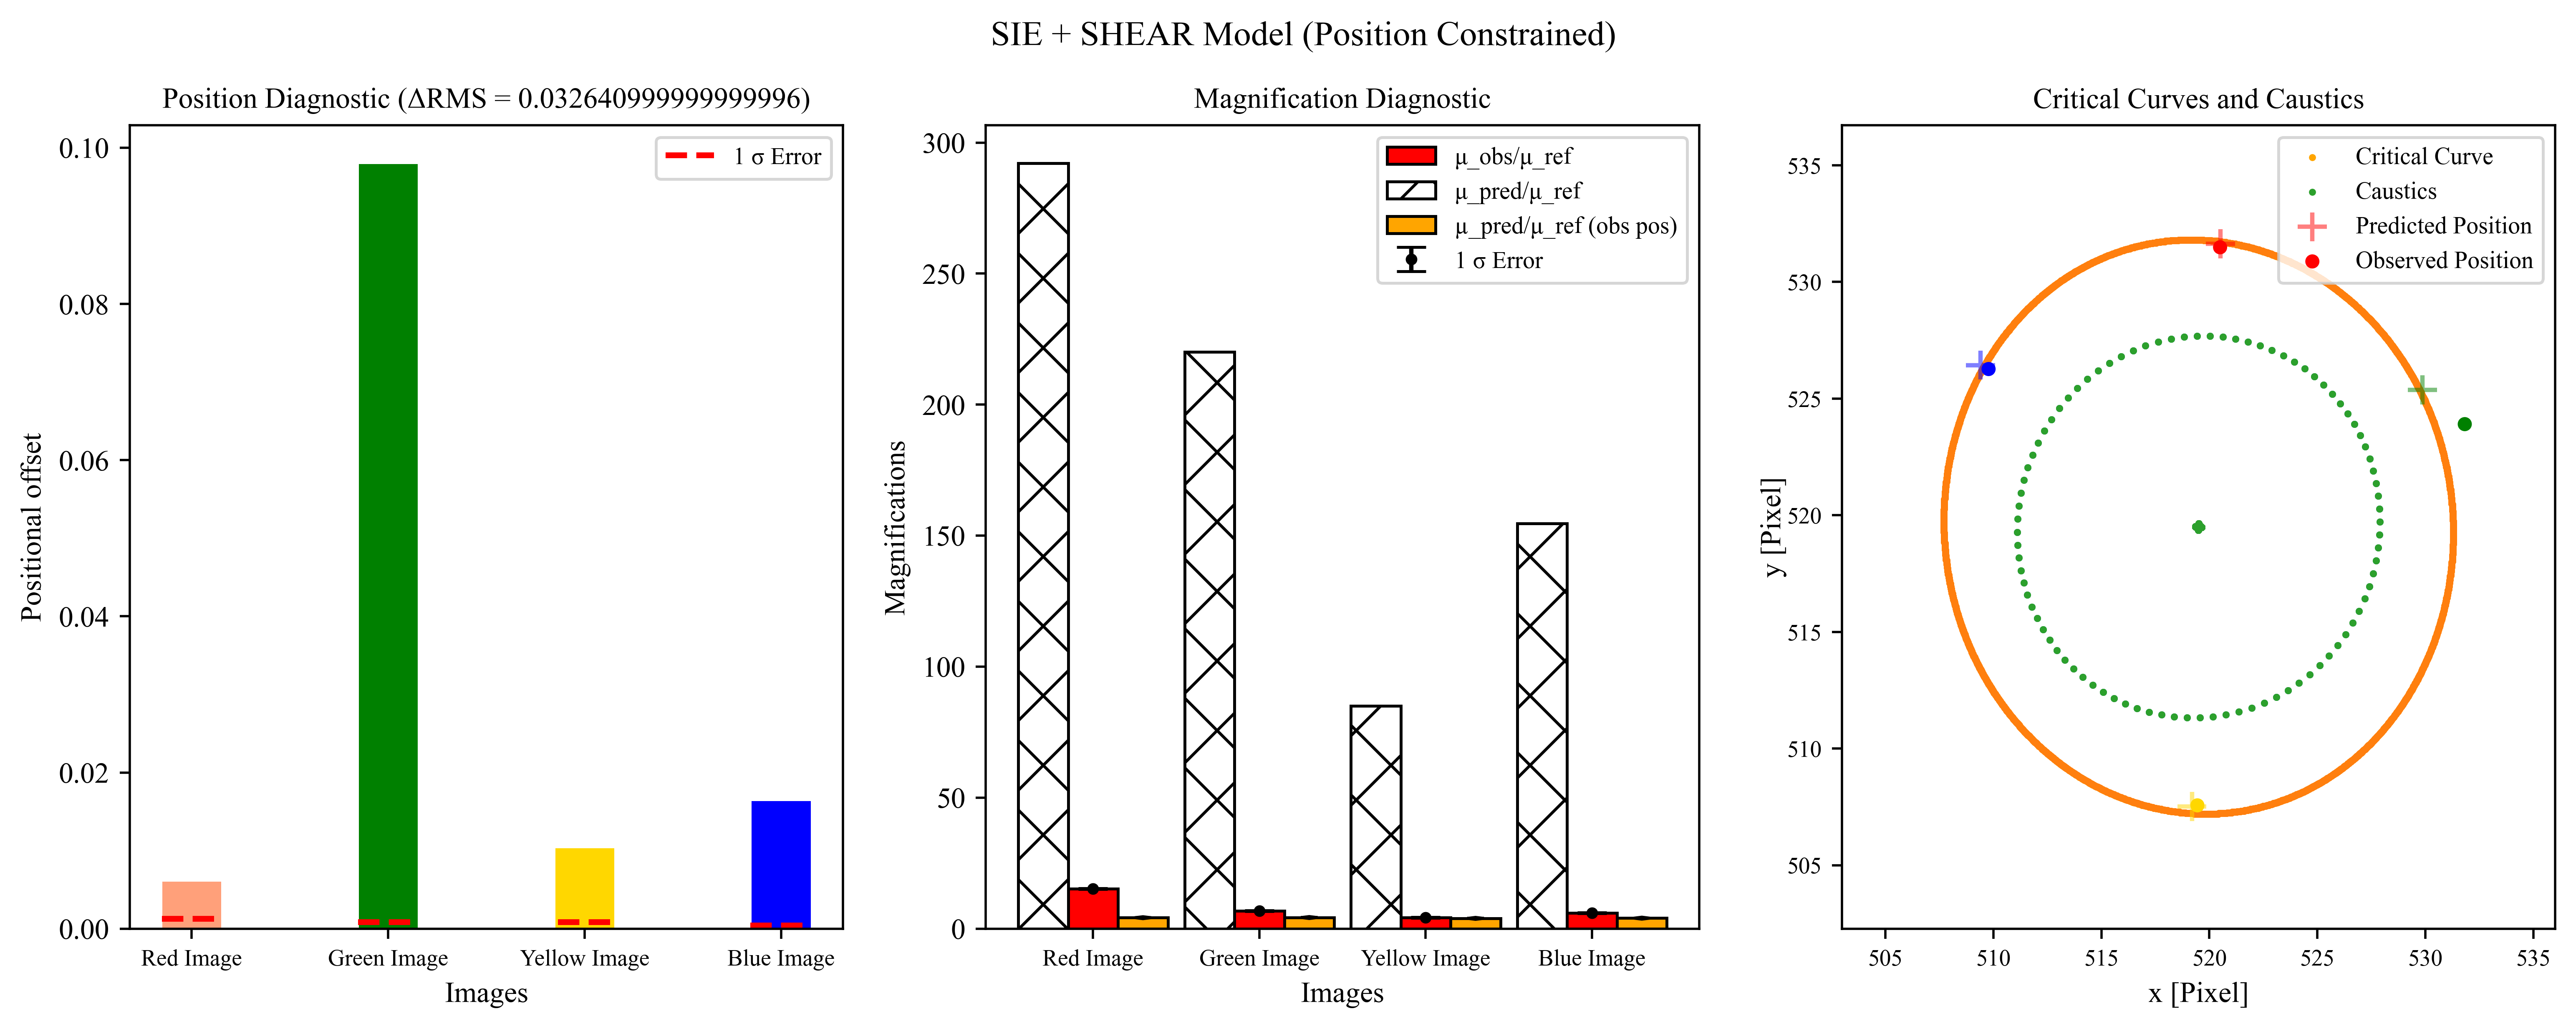 SIE + SHEAR Model (Position Constrained)
Position Diagnostic (ΔRMS = 0.032640999999999996)
1 σ Error
0.10
0.08
0.06
0.04
0.02
0.00
Positional offset
Red Image
Green Image
Yellow Image
Blue Image
Images
Magnification Diagnostic
μ_obs/μ_ref
μ_pred/μ_ref
μ_pred/μ_ref (obs pos)
1 σ Error
300
250
200
150
100
50
0
Magnifications
Red Image
Green Image
Yellow Image
Blue Image
Images
Critical Curves and Caustics
Critical Curve
Caustics
Predicted Position
Observed Position
535
530
525
520
515
510
505
y [Pixel]
505
510
515
520
525
530
535
x [Pixel]